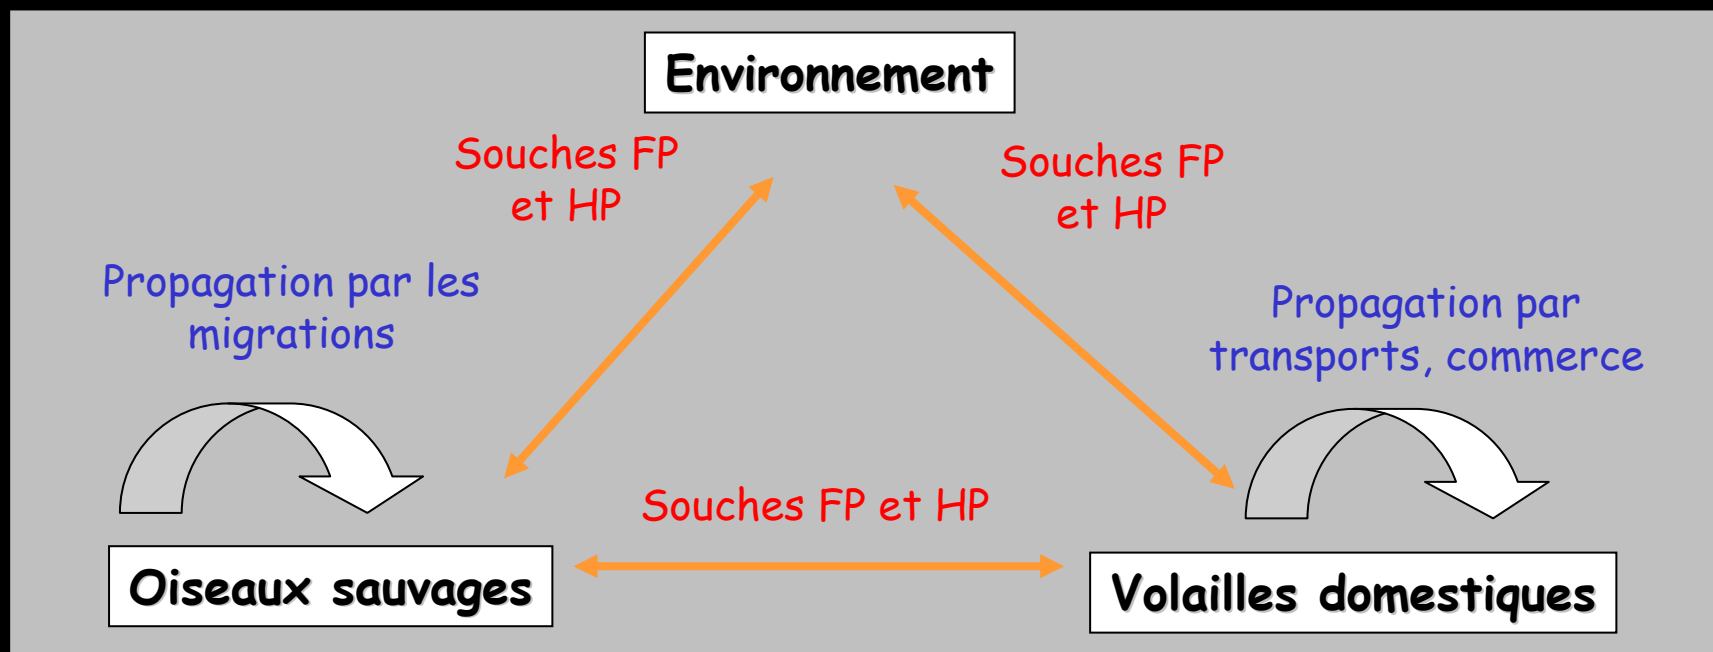 Environnement
Souches FP
et HP
Souches FP
et HP
Propagation par les
migrations
Propagation par
transports, commerce
Souches FP et HP
Oiseaux sauvages
Volailles domestiques